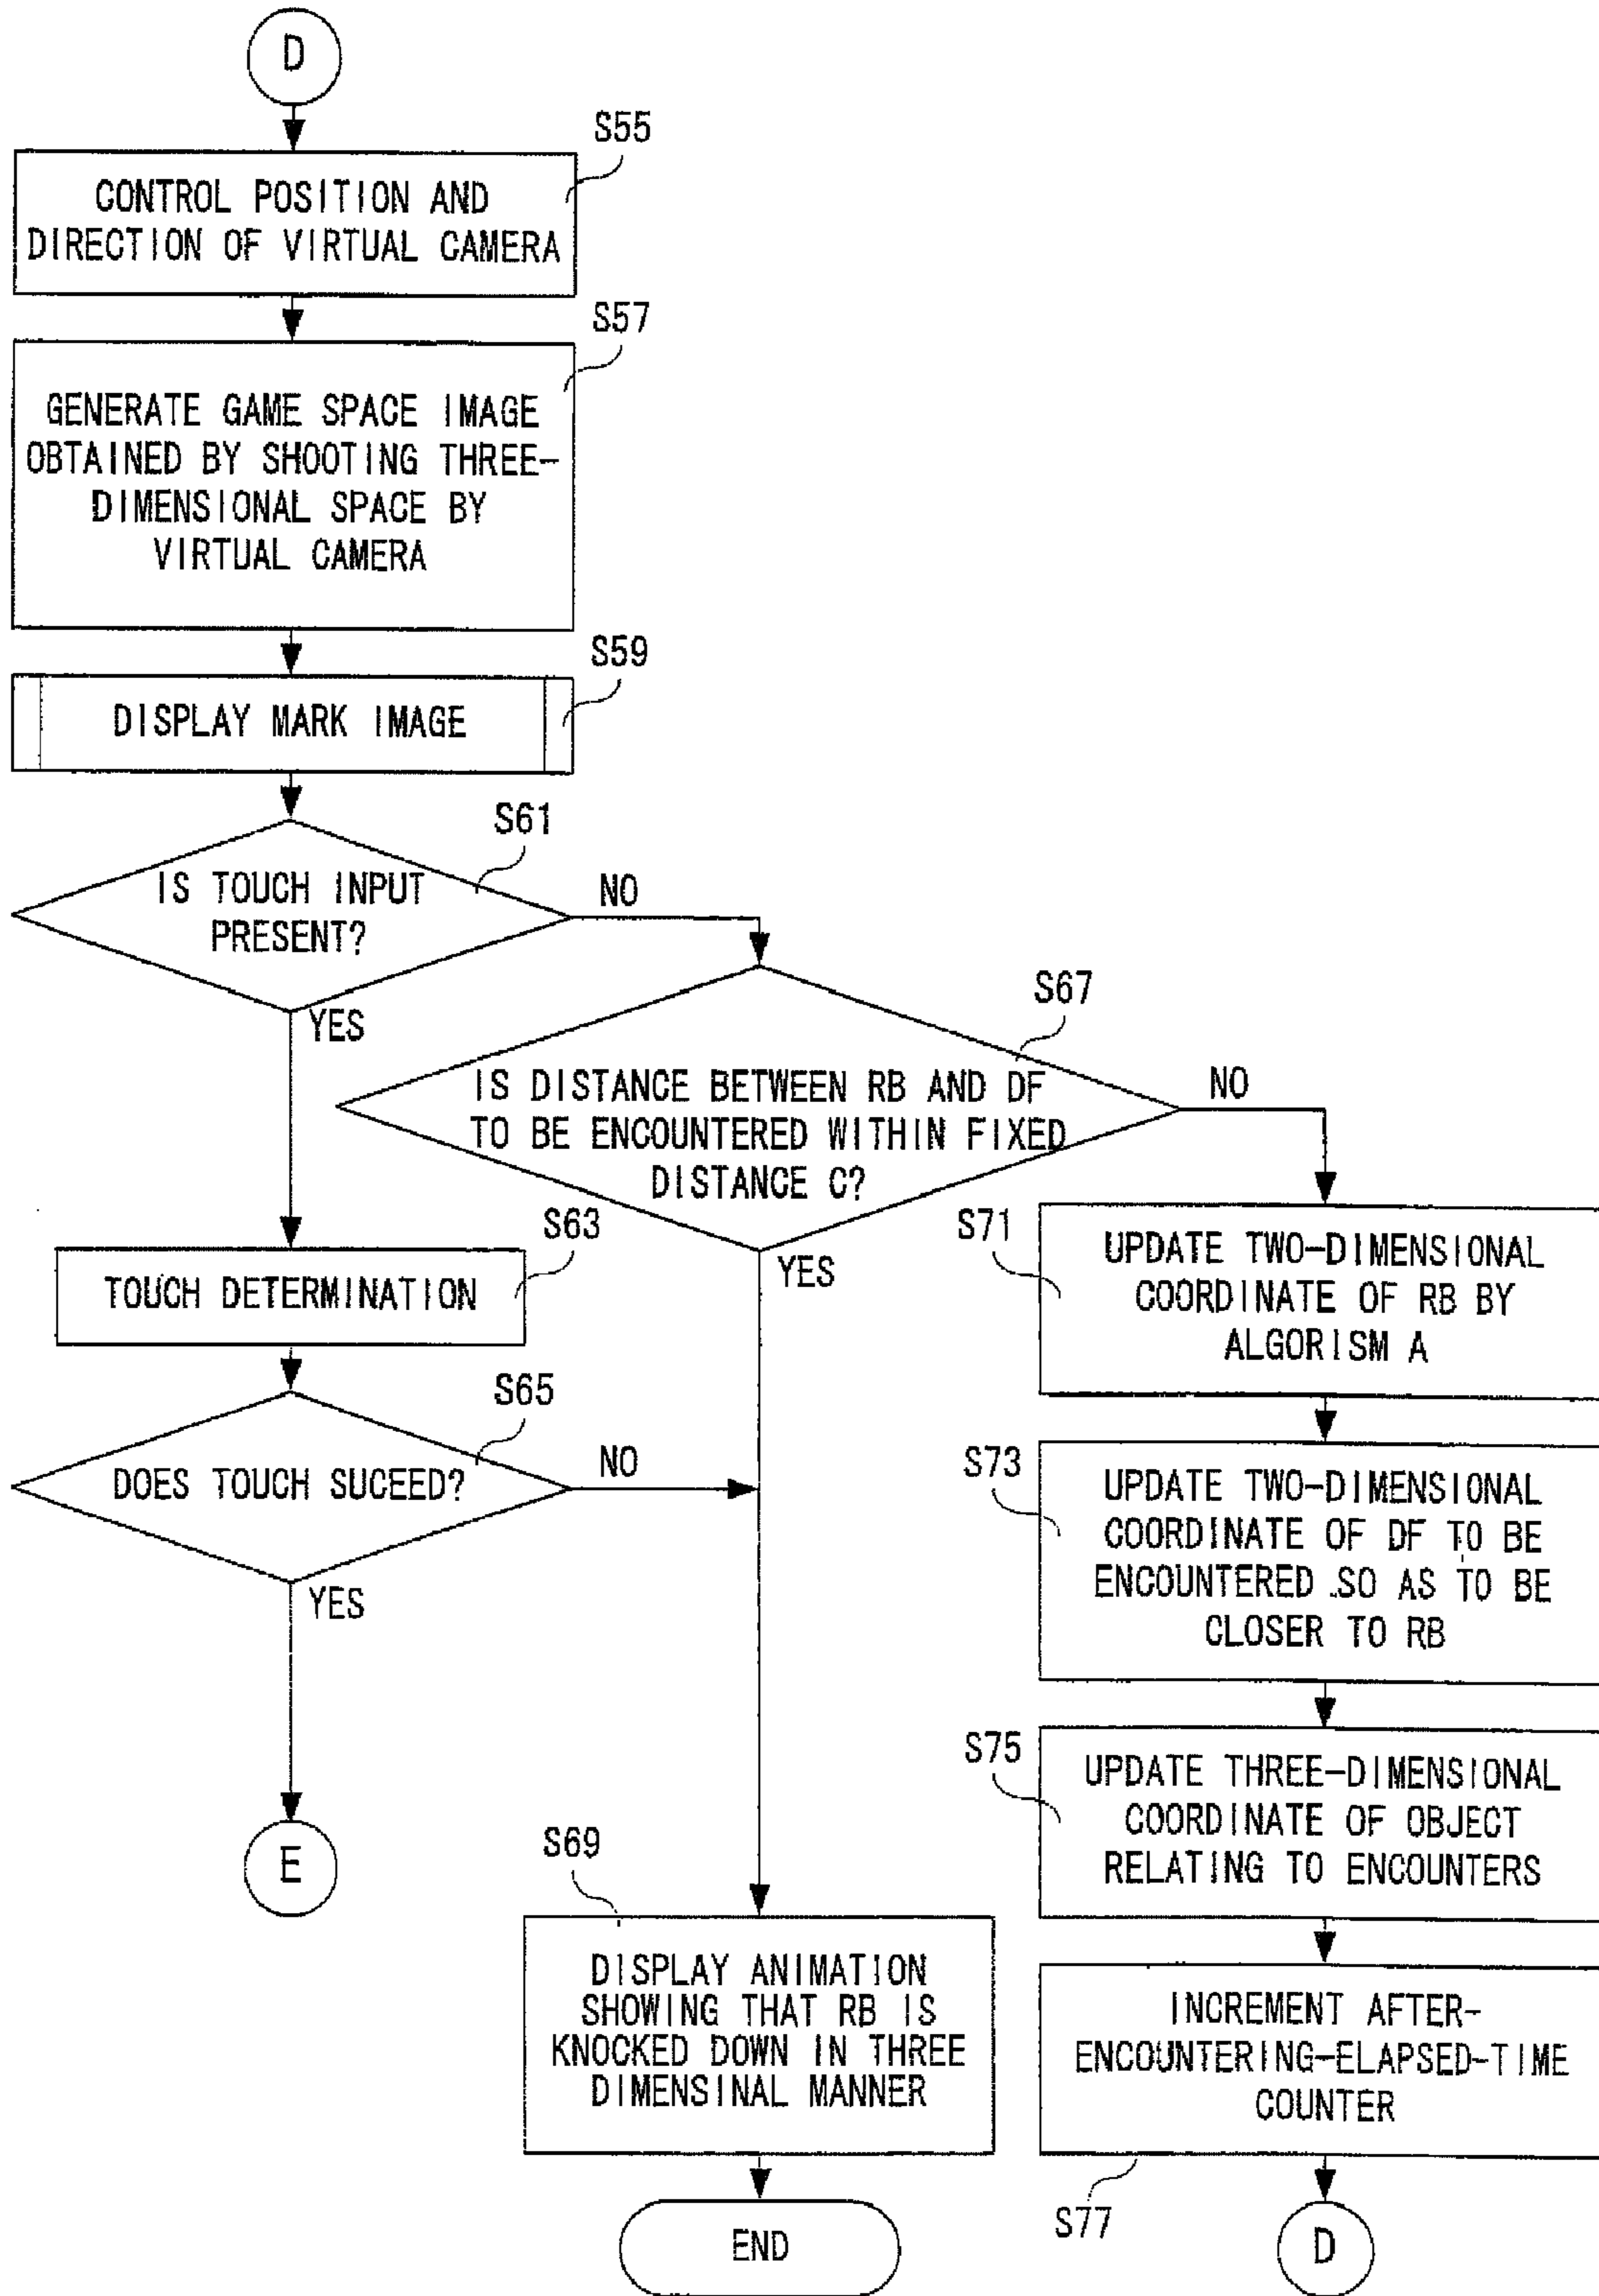 D
S55
CONTROL POSITION AND
DIRECTION OF VIRTUAL CAMERA
S57
GENERATE GAME SPACE IMAGE
OBTAINED BY SHOOTING THREE-
DIMENSIONAL SPACE BY
VIRTUAL CAMERA
S59
DISPLAY MARK IMAGE
S61
IS TOUCH INPUT
PRESENT?
NO
YES
S67
IS DISTANCE BETWEEN RB AND DF
TO BE ENCOUNTERED WITHIN FIXED
DISTANCE C?
NO
YES
S63
TOUCH DETERMINATION
S65
DOES TOUCH SUCEED?
NO
YES
E
S69
DISPLAY ANIMATION
SHOWING THAT RB IS
KNOCKED DOWN IN THREE
DIMENSINAL MANNER
END
S71
UPDATE TWO-DIMENSIONAL
COORDINATE OF RB BY
ALGORISM A
S73
UPDATE TWO-DIMENSIONAL
COORDINATE OF DF TO BE
ENCOUNTERED SO AS TO BE
CLOSER TO RB
S75
UPDATE THREE-DIMENSIONAL
COORDINATE OF OBJECT
RELATING TO ENCOUNTERS
INCREMENT AFTER-
ENCOUNTERING-ELAPSED-TIME
COUNTER
S77
D